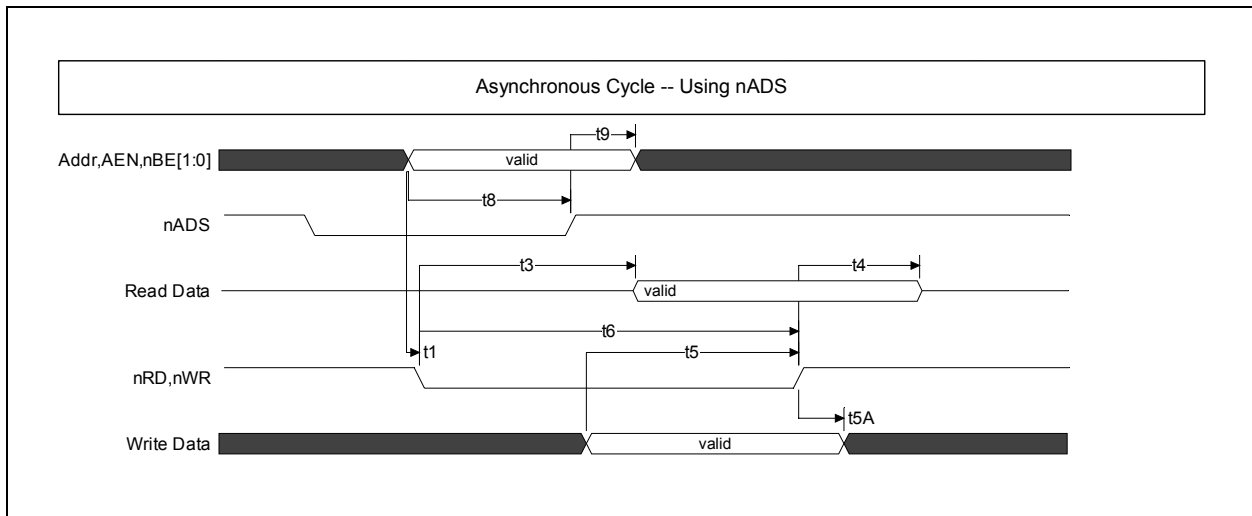 Asynchronous Cycle -- Using nADS
t9
Addr,AEN,nBE[1:0]
valid
t8
nADS
t3
t4
Read Data
valid
t6
t5
t1
nRD,nWR
t5A
Write Data
valid